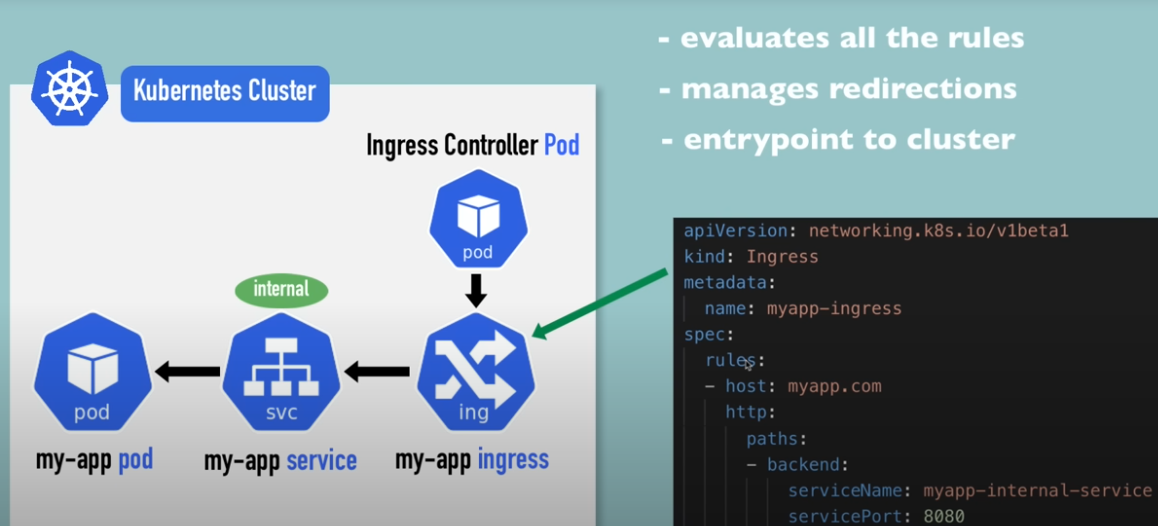 - evaluates all the rules
- manages redirections
- entrypoint to cluster
Kubernetes Cluster
Ingress Controller Pod
pod
internal
pod
svc
ing
my-app pod
my-app service
my-app ingress
apiVersion: networking.k8s.io/v1beta1
kind: Ingress
metadata:
name: myapp-ingress
spec:
rules:
- host: myapp.com
http:
paths:
- backend:
serviceName: myapp-internal-service
servicePort: 8080